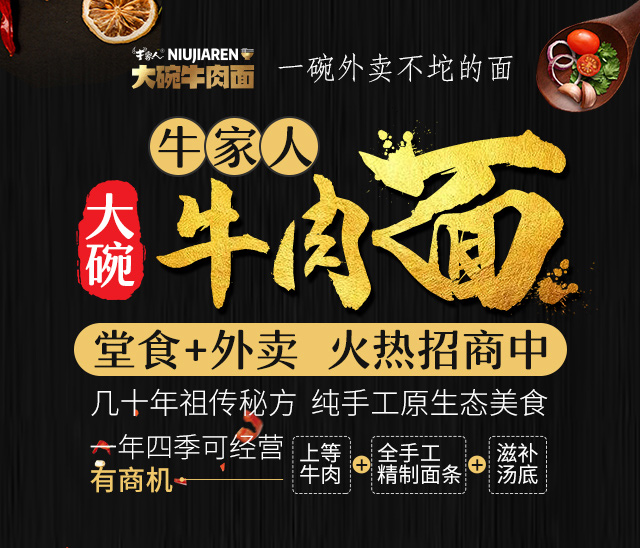 牛家人® NIUJIAREN
大碗牛肉面
一碗外卖不坨的面
牛家人
大碗
牛肉面
堂食+外卖 火热招商中
几十年祖传秘方 纯手工原生态美食
一年四季可经营
有商机
上等
牛肉
+
全手工
精制面条
+
滋补
汤底